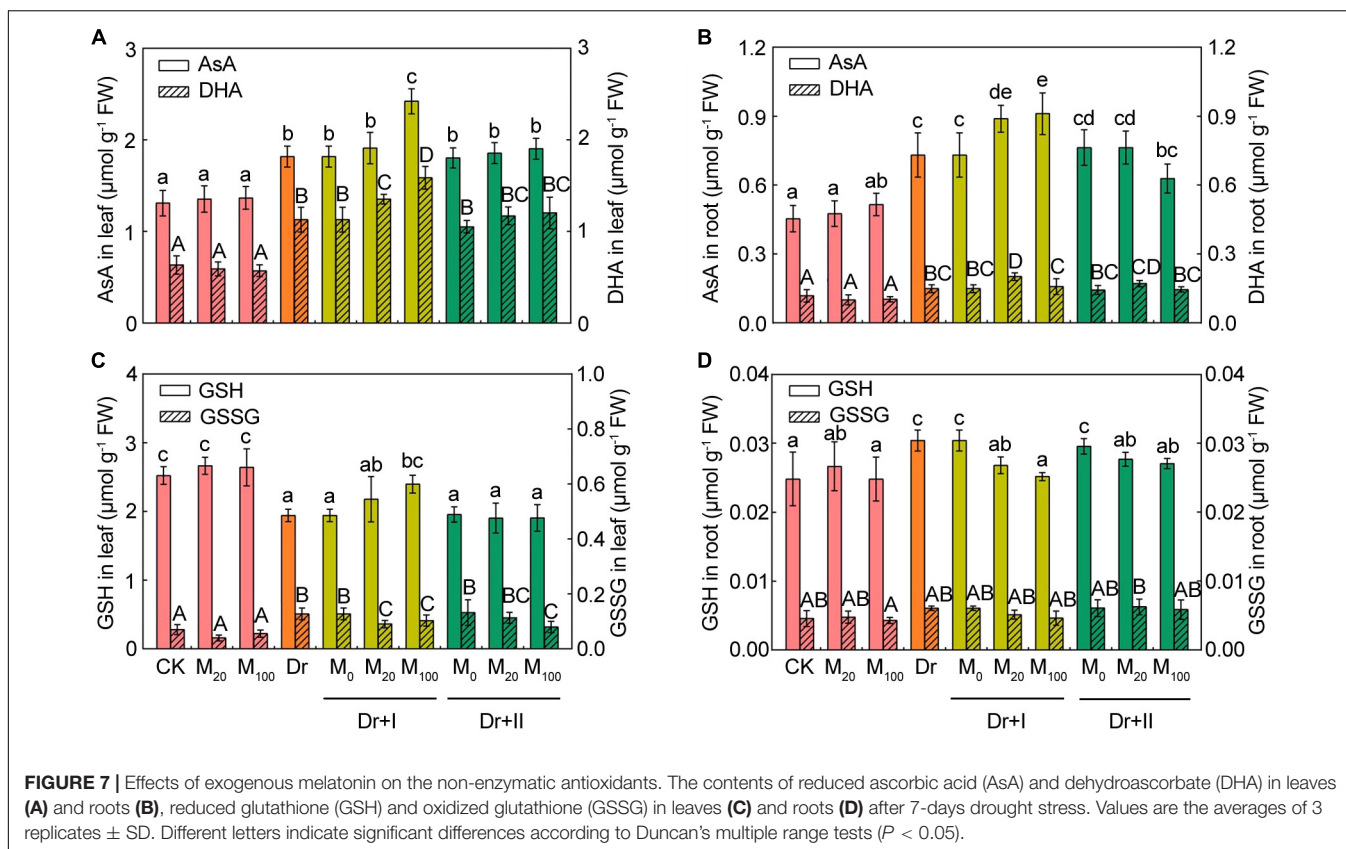 A
B
AsA
DHA
AsA in leaf (μmol g⁻¹ FW)
DHA in leaf (μmol g⁻¹ FW)
3
2
1
0
3
2
1
0
a a a b b b c b b b
A A A B B C D B BC BC
AsA
DHA
AsA in root (μmol g⁻¹ FW)
DHA in root (μmol g⁻¹ FW)
1.2
0.9
0.6
0.3
0.0
1.2
0.9
0.6
0.3
0.0
a a ab c c de e cd cd bc
A A A BC BC D C BC CD BC
C
D
GSH
GSSG
GSH in leaf (μmol g⁻¹ FW)
GSSG in leaf (μmol g⁻¹ FW)
4
3
2
1
0
1.0
0.8
0.6
0.4
0.2
0.0
c c c a a ab bc a a a
A A A B B C C B BC C
CK M₂₀ M₁₀₀ Dr M₀ M₂₀ M₁₀₀ M₀ M₂₀ M₁₀₀
Dr+I Dr+II
GSH
GSSG
GSH in root (μmol g⁻¹ FW)
GSSG in root (μmol g⁻¹ FW)
0.04
0.03
0.02
0.01
0.00
0.04
0.03
0.02
0.01
0.00
a ab a c c ab a c ab ab
AB AB A AB AB AB AB AB B AB
CK M₂₀ M₁₀₀ Dr M₀ M₂₀ M₁₀₀ M₀ M₂₀ M₁₀₀
Dr+I Dr+II
FIGURE 7 | Effects of exogenous melatonin on the non-enzymatic antioxidants. The contents of reduced ascorbic acid (AsA) and dehydroascorbate (DHA) in leaves
(A) and roots (B), reduced glutathione (GSH) and oxidized glutathione (GSSG) in leaves (C) and roots (D) after 7-days drought stress. Values are the averages of 3
replicates ± SD. Different letters indicate significant differences according to Duncan's multiple range tests (P < 0.05).